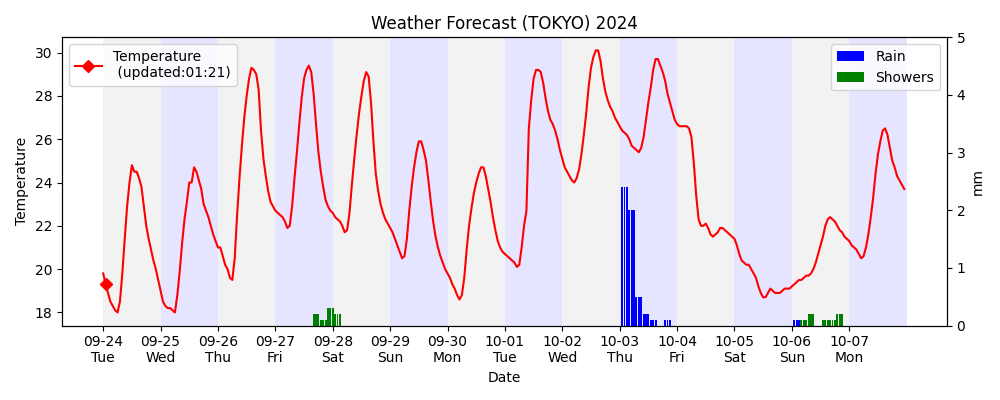 Weather Forecast (TOKYO) 2024
Temperature
(updated:01:21)
Rain
Showers
30
28
26
24
22
20
18
Temperature
5
4
3
2
1
0
mm
09-24 09-25 09-26 09-27 09-28 09-29 09-30 10-01 10-02 10-03 10-04 10-05 10-06 10-07
Tue Wed Thu Fri Sat Sun Mon Tue Wed Thu Fri Sat Sun Mon
Date